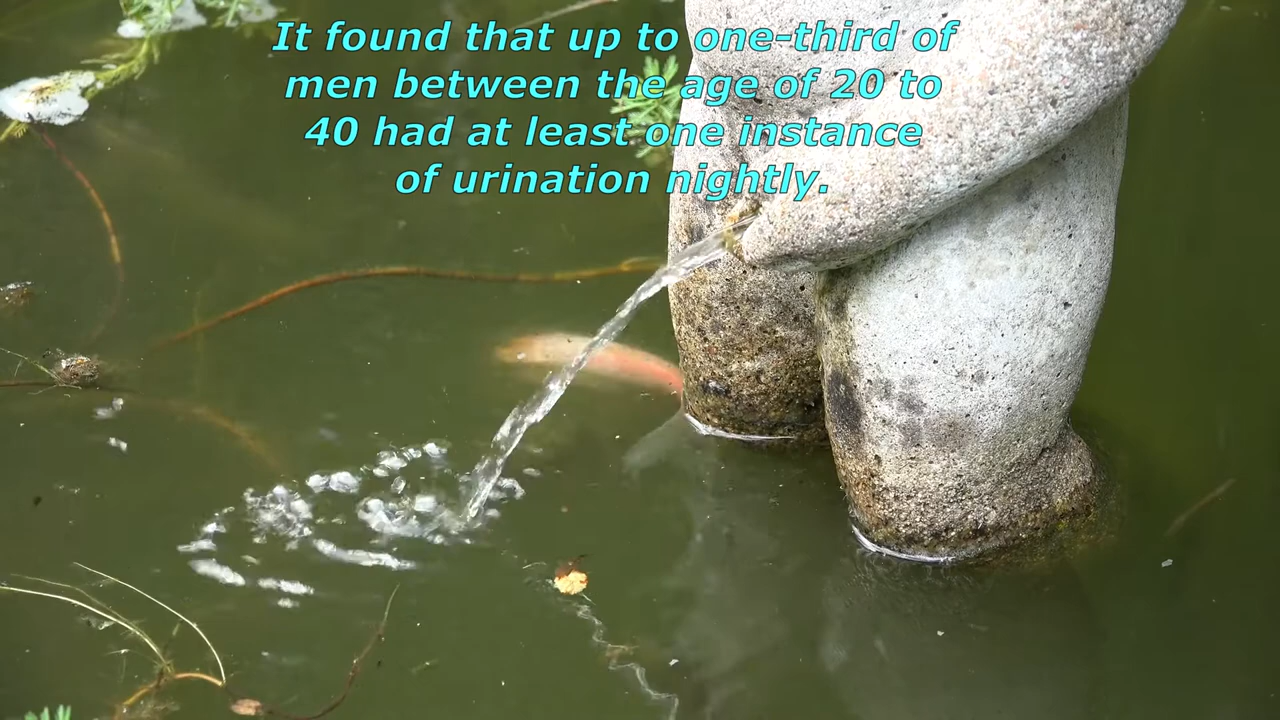 It found that up to one-third of
men between the age of 20 to
40 had at least one instance
of urination nightly.